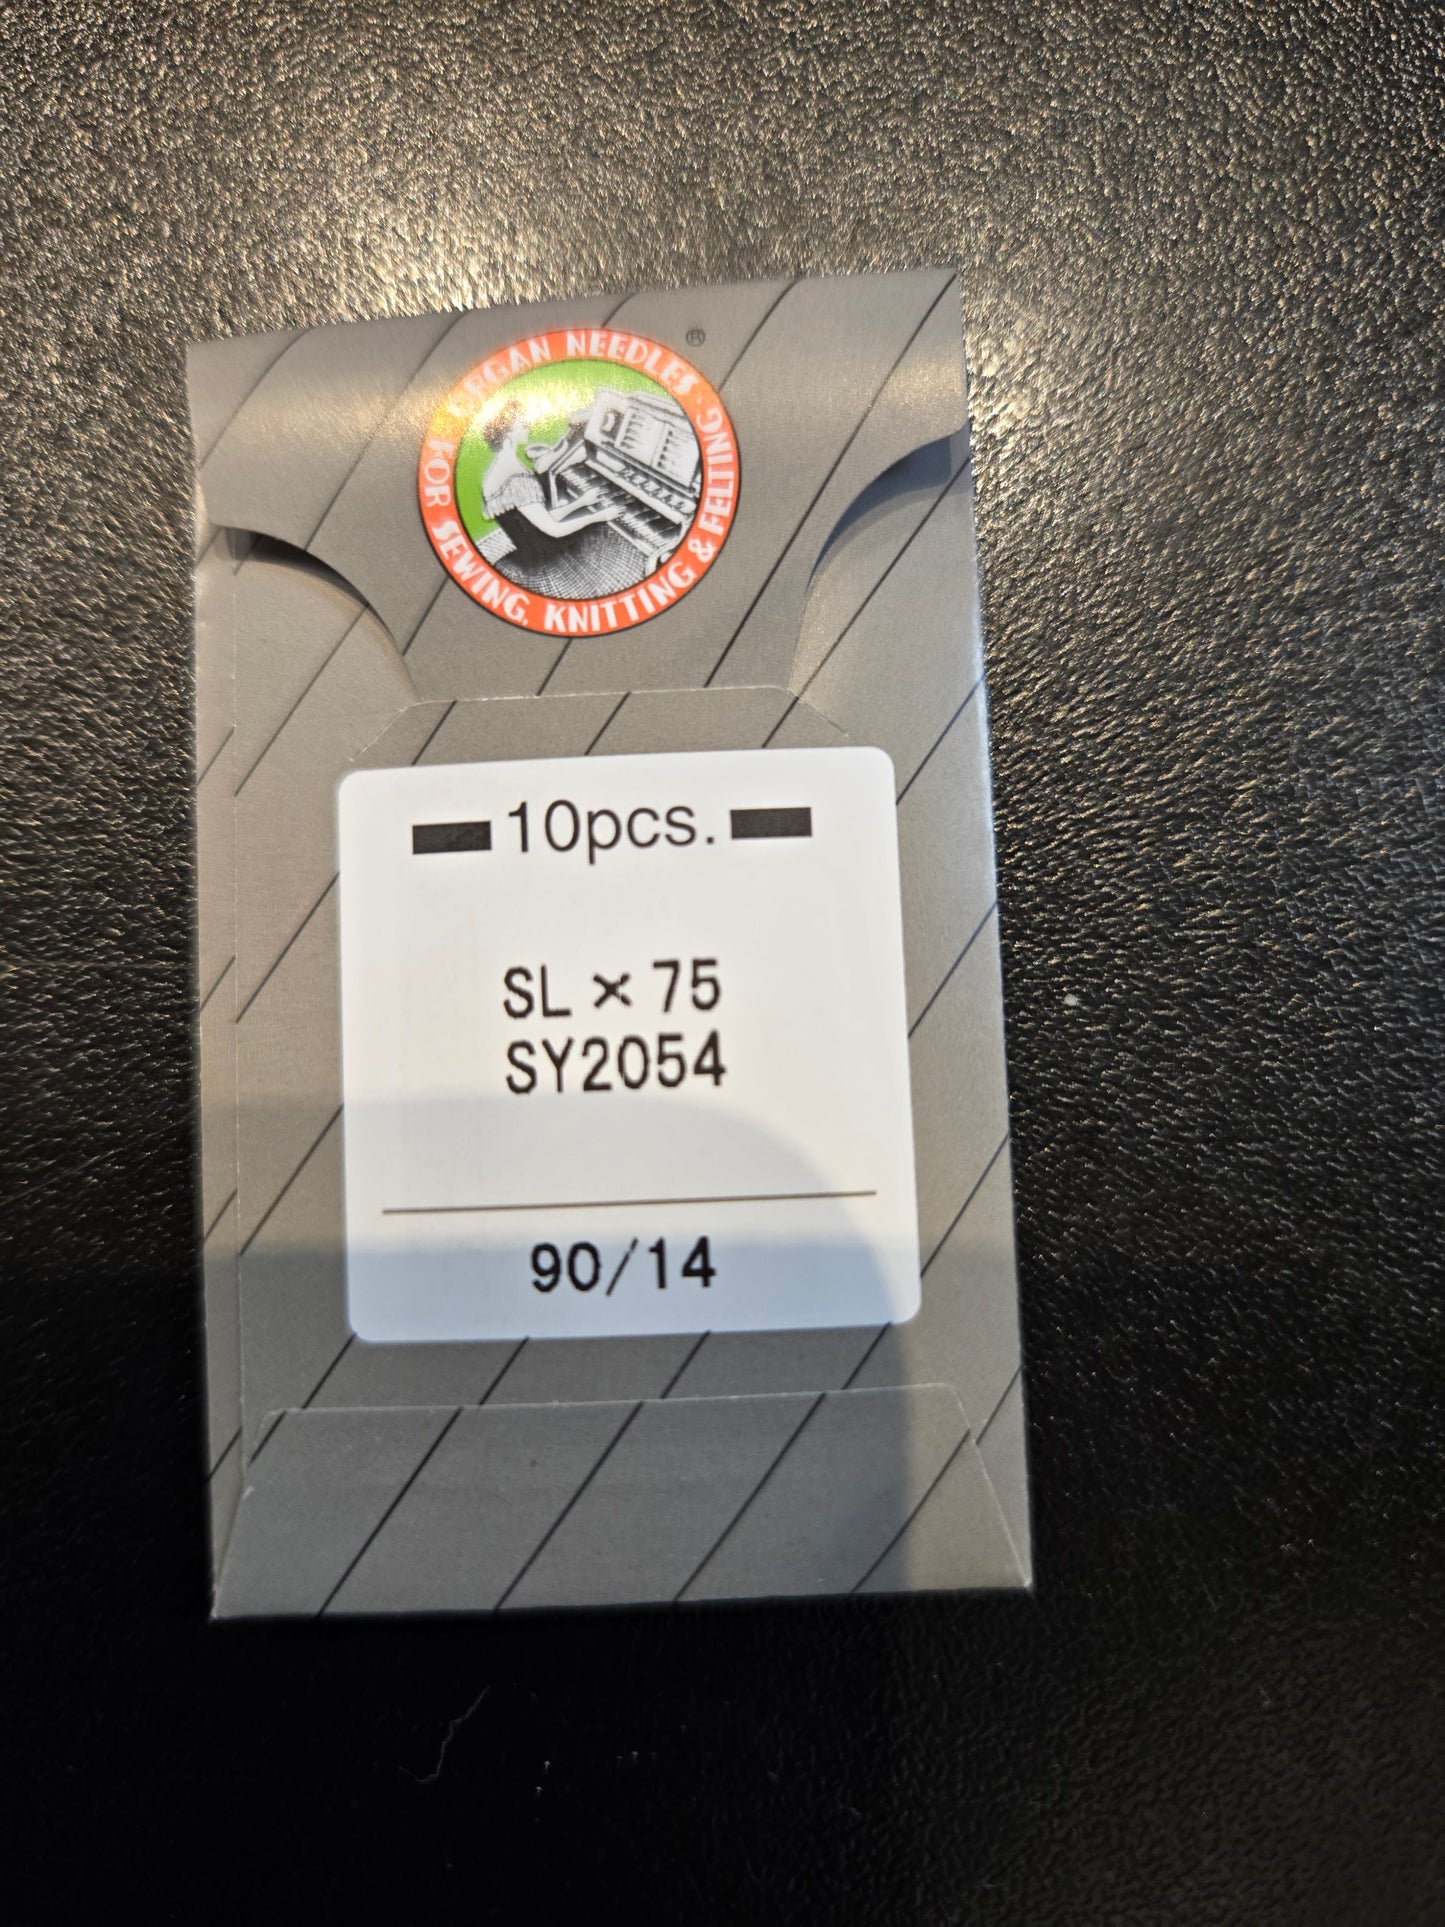 ORGAN NEEDLES
®
FOR SEWING, KNITTING & FELTING
10pcs.
SL × 75
SY2054
90/14